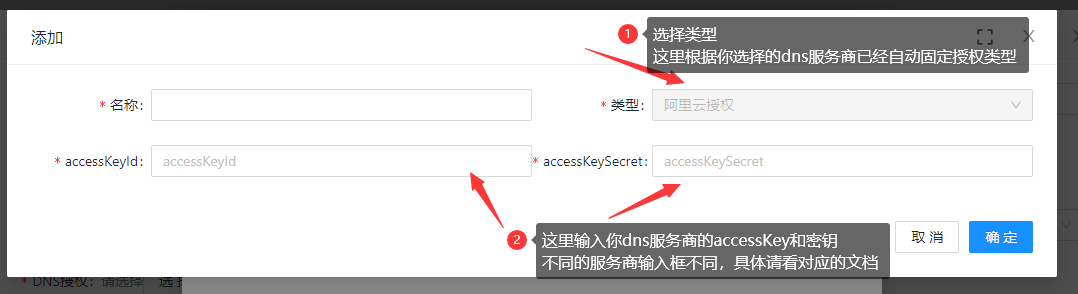 添加
1 选择类型
这里根据你选择的dns服务商已经自动固定授权类型
* 名称:
* 类型: 阿里云授权
* accessKeyId: accessKeyId
* accessKeySecret: accessKeySecret
2 这里输入你dns服务商的accessKey和密钥
不同的服务商输入框不同，具体请看对应的文档
取 消
确 定
* DNS授权: 请选择 选择